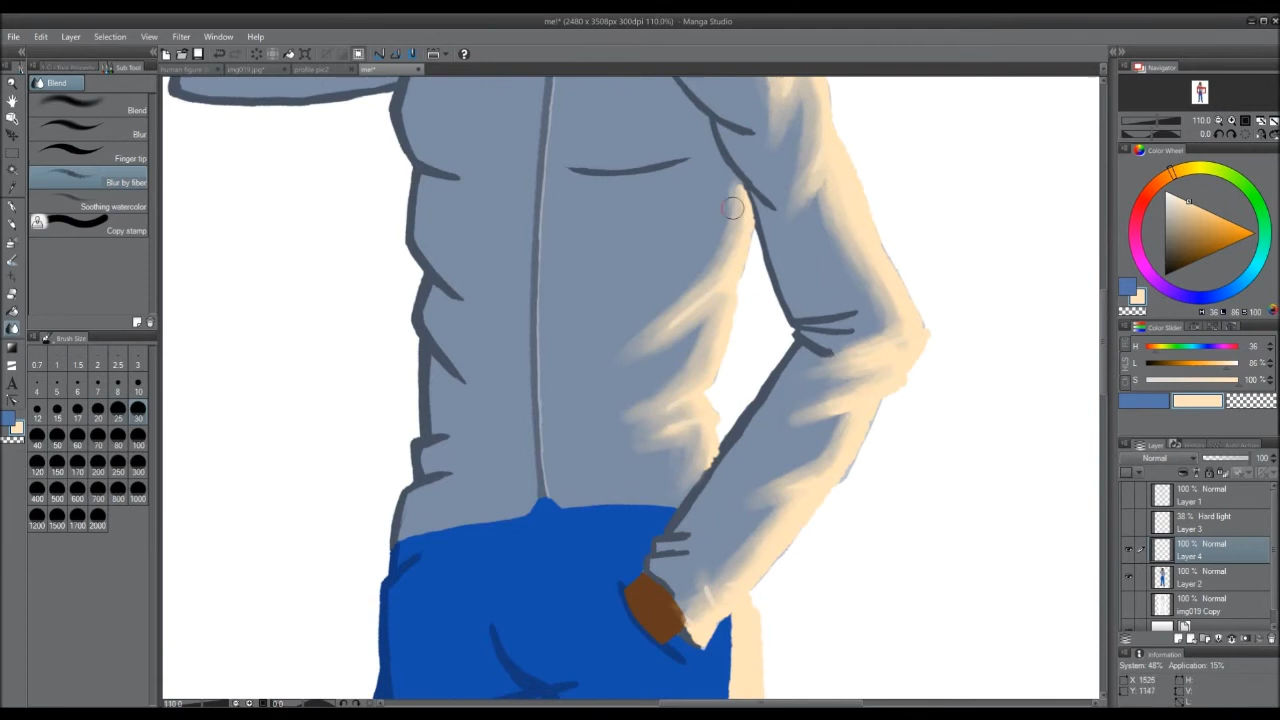 me!* (2480 x 3508px 300dpi 110.0%) - Manga Studio
File Edit Layer Selection View Filter Window Help
Sub Tool
human figure img019.jpg* profile pic2 me!*
Blend
Blend
Blur
Finger tip
Blur by fiber
Soothing watercolor
Copy stamp
Brush Size
0.7 1 1.5 2 2.5 3
4 5 6 7 8 10
12 15 17 20 25 30
40 50 60 70 80 100
120 150 170 200 250 300
400 500 600 700 800 1000
1200 1500 1700 2000
110.0 0.0
Navigator
110.0
0.0
Color Wheel
H 36 L 86 S 100
Color Slider
H 36
L 86 %
S 100 %
Layer
Normal 100
100 % Normal
Layer 1
38 % Hard light
Layer 3
100 % Normal
Layer 4
100 % Normal
Layer 2
100 % Normal
img019 Copy
Information
System: 48% Application: 15%
X 1525 H:
Y: 1147 V:
L